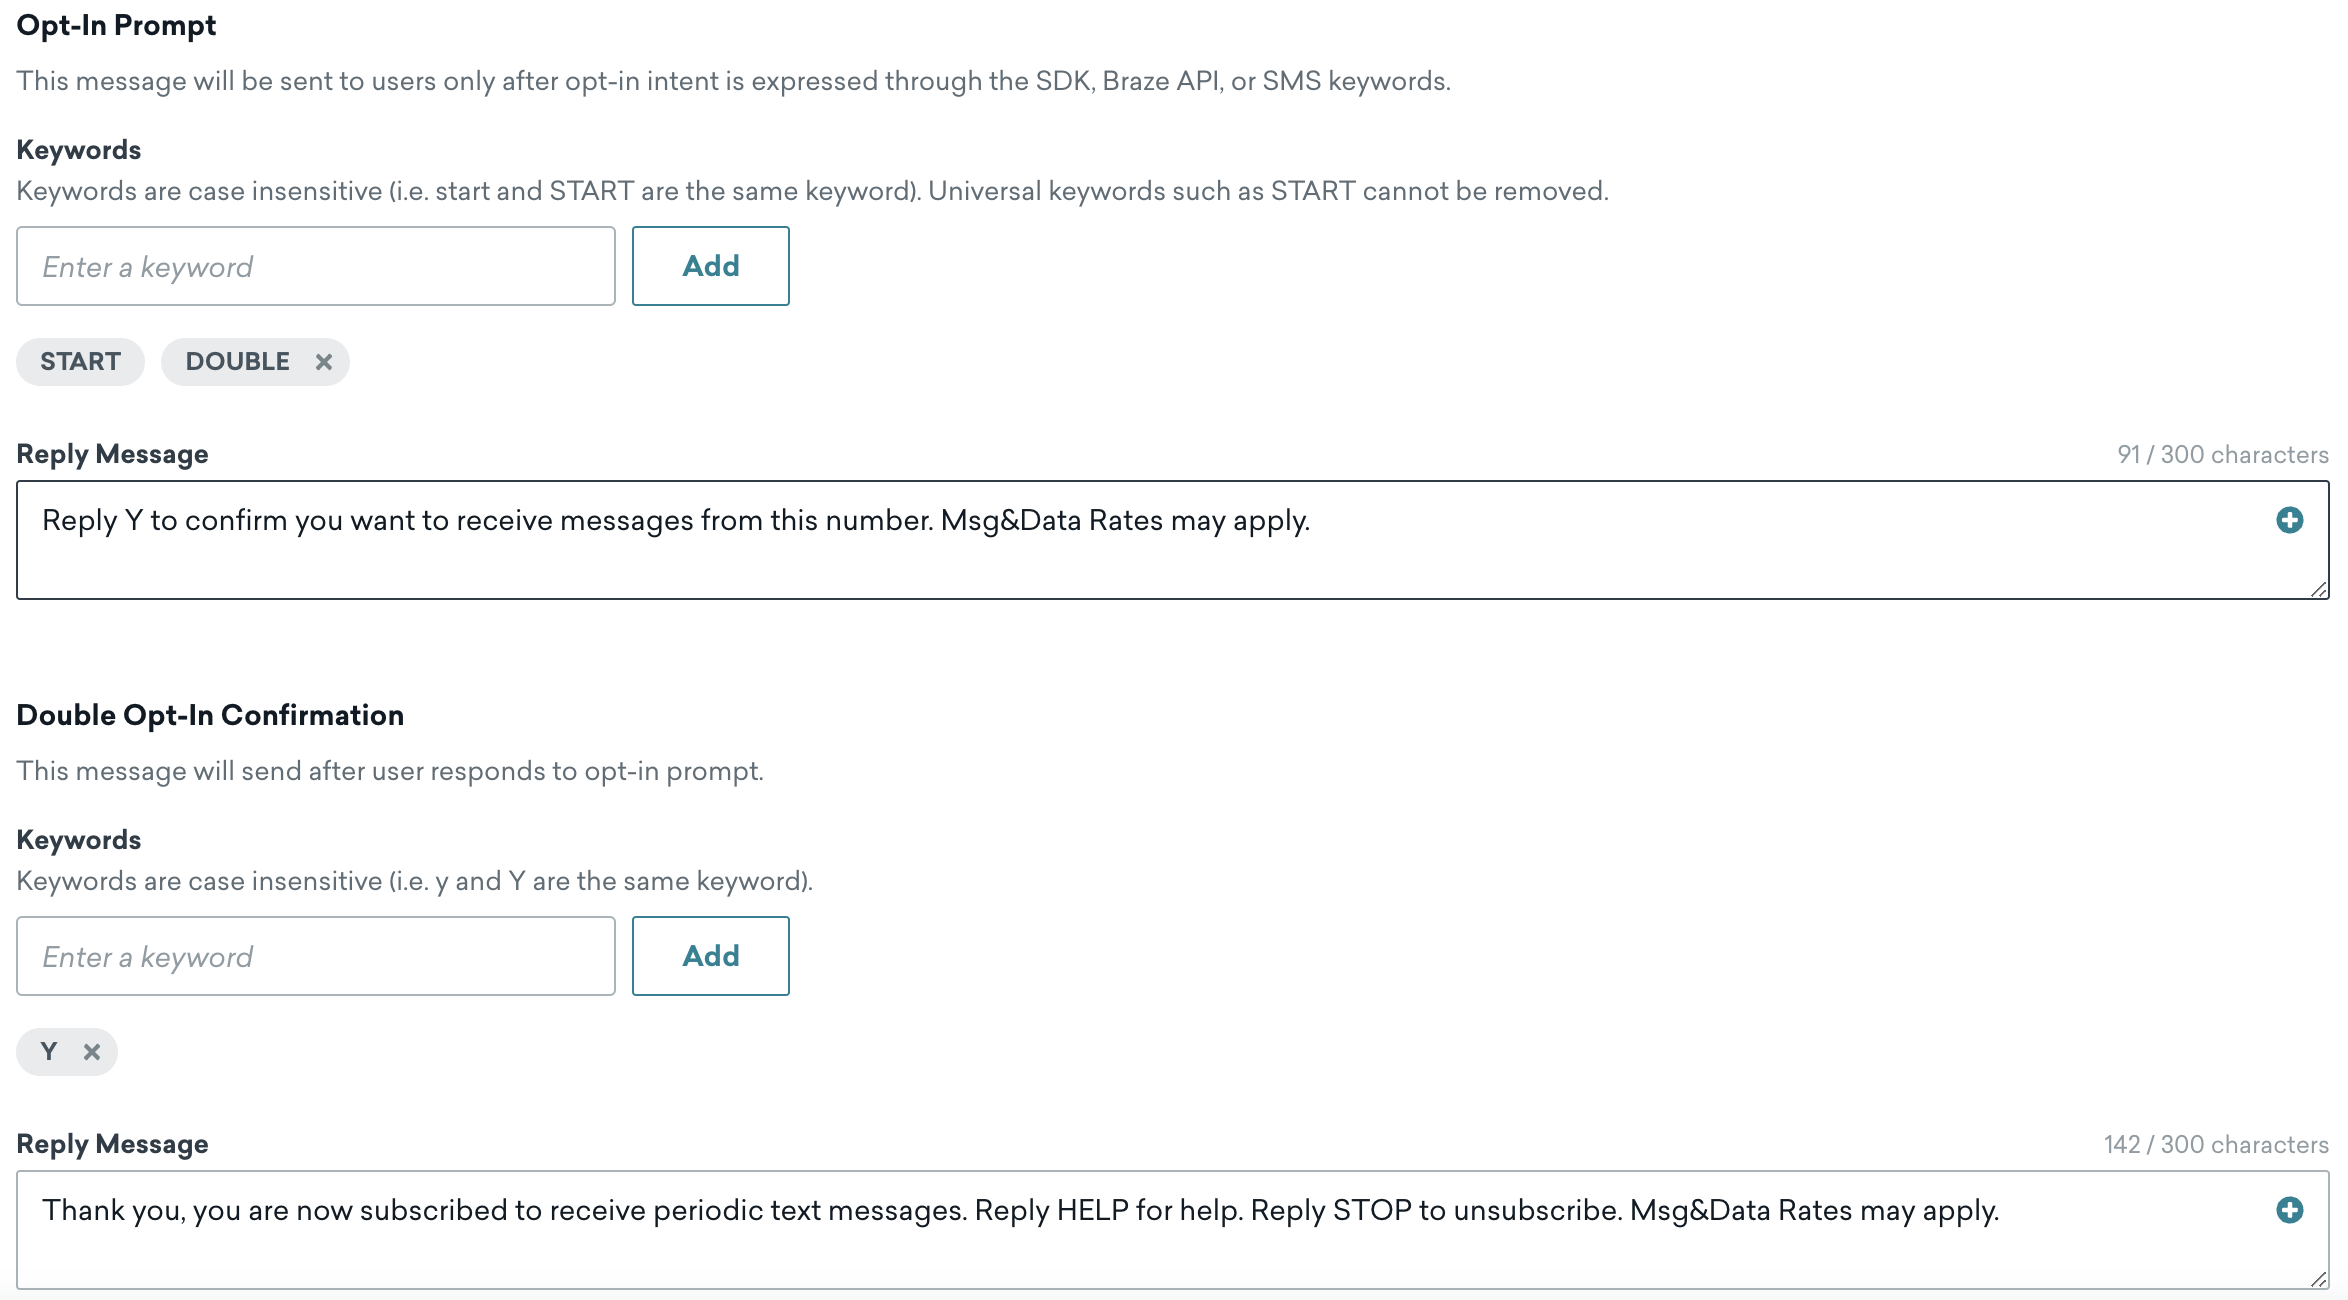 Opt-In Prompt
This message will be sent to users only after opt-in intent is expressed through the SDK, Braze API, or SMS keywords.
Keywords
Keywords are case insensitive (i.e. start and START are the same keyword). Universal keywords such as START cannot be removed.
Enter a keyword Add
START DOUBLE ×
Reply Message 91 / 300 characters
Reply Y to confirm you want to receive messages from this number. Msg&Data Rates may apply.
Double Opt-In Confirmation
This message will send after user responds to opt-in prompt.
Keywords
Keywords are case insensitive (i.e. y and Y are the same keyword).
Enter a keyword Add
Y ×
Reply Message 142 / 300 characters
Thank you, you are now subscribed to receive periodic text messages. Reply HELP for help. Reply STOP to unsubscribe. Msg&Data Rates may apply.